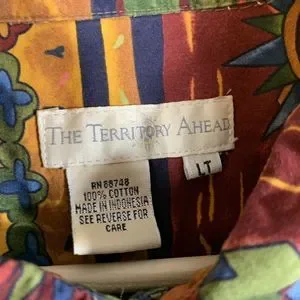 THE TERRITORY AHEAD
LT
RN 68748
100% COTTON
MADE IN INDONESIA
SEE REVERSE FOR
CARE